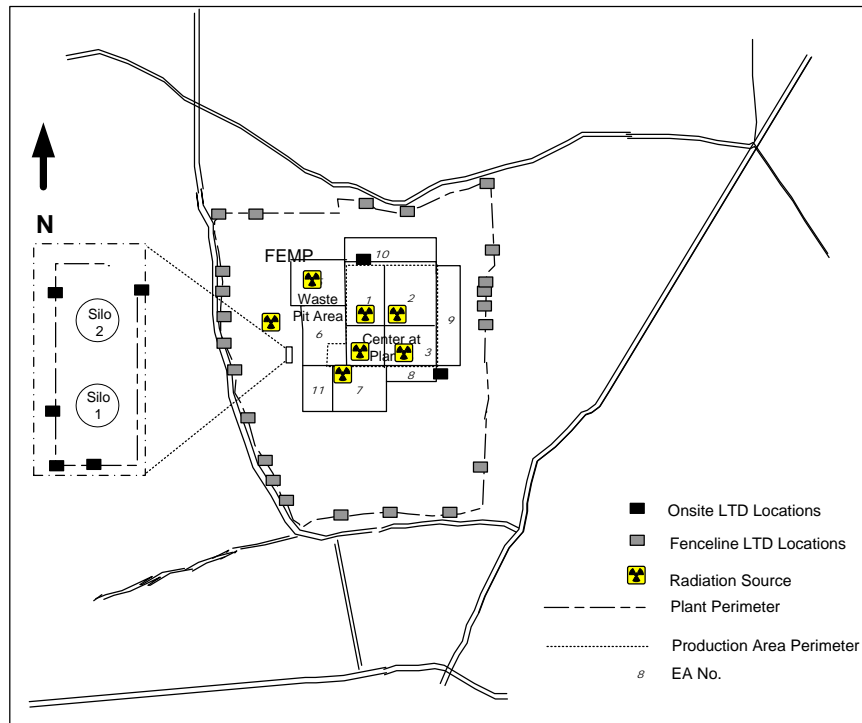 N
FEMP
10
Waste
Pit Area
1
2
9
6
Center at
3
8
11
7
Silo
2
Silo
1
Onsite LTD Locations
Fenceline LTD Locations
Radiation Source
Plant Perimeter
Production Area Perimeter
8
EA No.